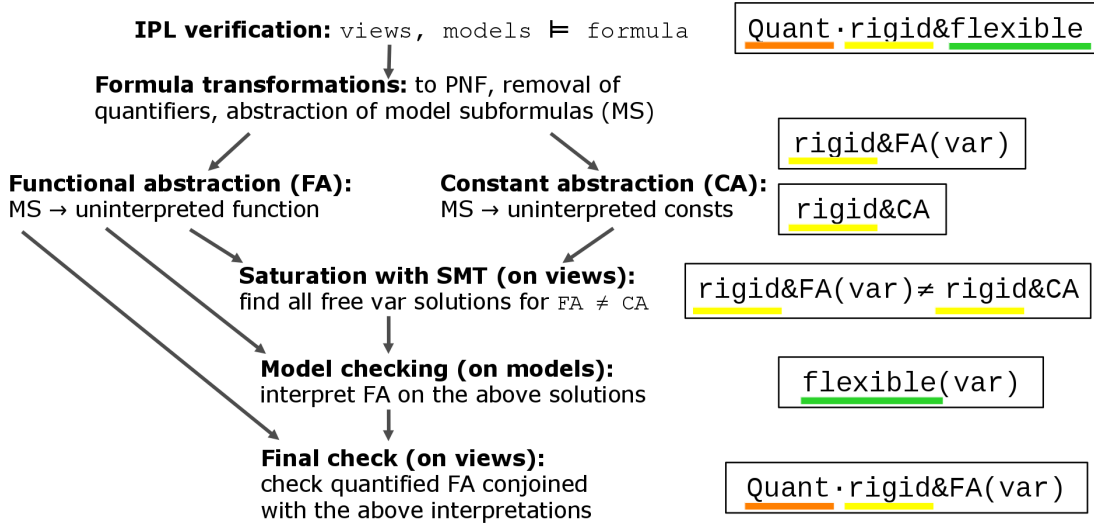 IPL verification: views, models ⊨ formula
Quant·rigid&flexible
Formula transformations: to PNF, removal of
quantifiers, abstraction of model subformulas (MS)
rigid&FA(var)
Functional abstraction (FA):
MS → uninterpreted function
Constant abstraction (CA):
MS → uninterpreted consts
rigid&CA
Saturation with SMT (on views):
find all free var solutions for FA ≠ CA
rigid&FA(var)≠ rigid&CA
Model checking (on models):
interpret FA on the above solutions
flexible(var)
Final check (on views):
check quantified FA conjoined
with the above interpretations
Quant·rigid&FA(var)